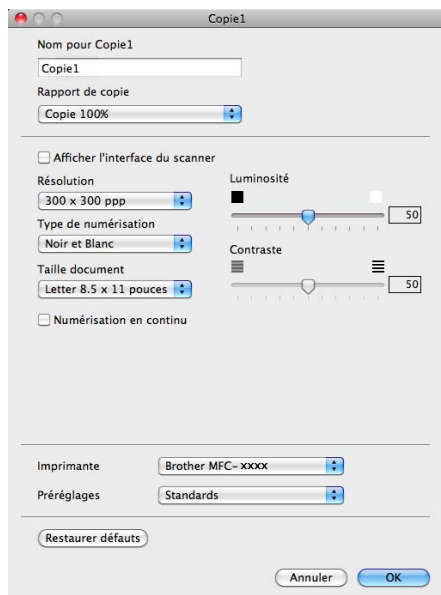 Copie1
Nom pour Copie1
Copie1
Rapport de copie
Copie 100%
Afficher l'interface du scanner
Résolution
300 x 300 ppp
Type de numérisation
Noir et Blanc
Taille document
Letter 8.5 x 11 pouces
Numérisation en continu
Luminosité
50
Contraste
50
Imprimante
Brother MFC-xxxx
Préréglages
Standards
Restaurer défauts
Annuler
OK